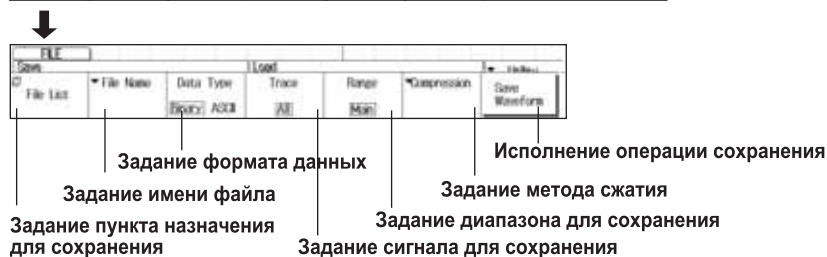 FILE
Save Load Utility
File List File Name Data Type Trace Range Compression Save
Waveform
Binary ASCII All Main
Задание формата данных
Исполнение операции сохранения
Задание имени файла
Задание метода сжатия
Задание пункта назначения
для сохранения
Задание диапазона для сохранения
Задание сигнала для сохранения